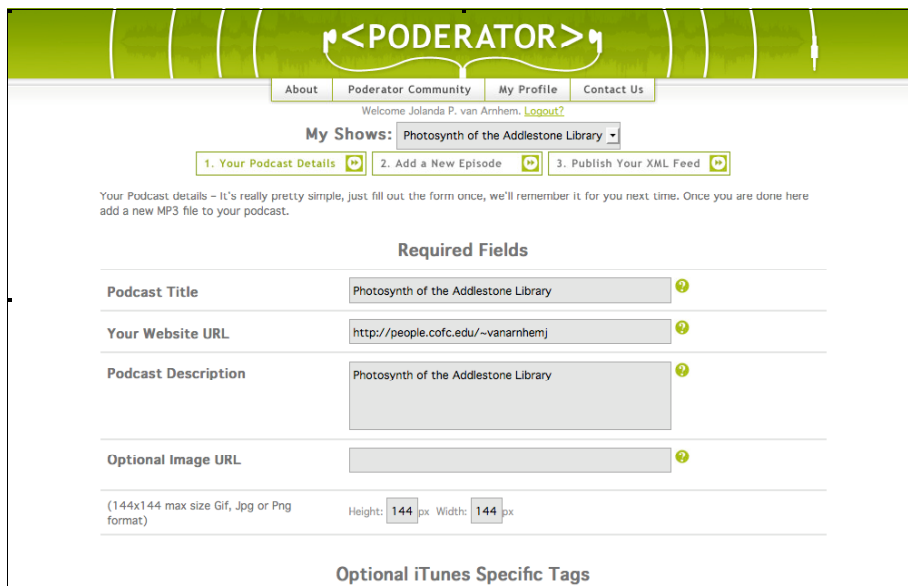 <PODERATOR>
About Poderator Community My Profile Contact Us
Welcome Jolanda P. van Arnhem. Logout?
My Shows: Photosynth of the Addlestone Library
1. Your Podcast Details 2. Add a New Episode 3. Publish Your XML Feed
Your Podcast details – It's really pretty simple, just fill out the form once, we'll remember it for you next time. Once you are done here
add a new MP3 file to your podcast.
Required Fields
Podcast Title Photosynth of the Addlestone Library ?
Your Website URL http://people.cofc.edu/~vanarnhemj ?
Podcast Description Photosynth of the Addlestone Library ?
Optional Image URL ?
(144x144 max size Gif, Jpg or Png
format) Height: 144 px Width: 144 px
Optional iTunes Specific Tags